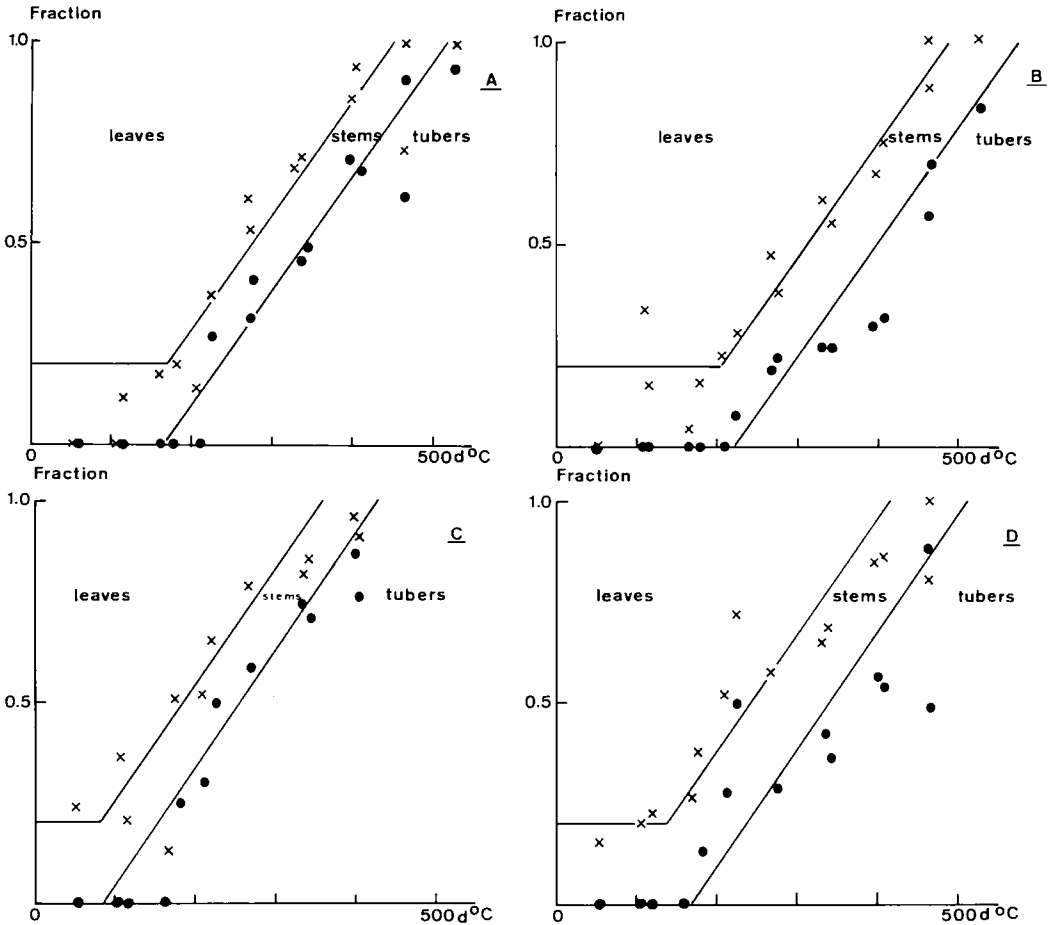 Fraction
1.0
A
leaves
stems
tubers
0.5
0
500 d°C
Fraction
1.0
B
leaves
stems
tubers
0.5
0
500 d°C
Fraction
1.0
C
leaves
stems
tubers
0.5
0
500 d°C
1.0
D
leaves
stems
tubers
0.5
0
500 d°C